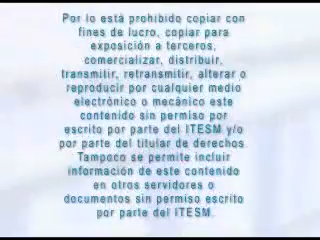 Por lo está prohibido copiar con
fines de lucro, copiar para
exposición a terceros,
comercializar, distribuir,
transmitir, retransmitir, alterar o
reproducir por cualquier medio
electrónico o mecánico este
contenido sin permiso por
escrito por parte del ITESM y/o
por parte del titular de derechos.
Tampoco se permite incluir
información de este contenido
en otros servidores o
documentos sin permiso escrito
por parte del ITESM.